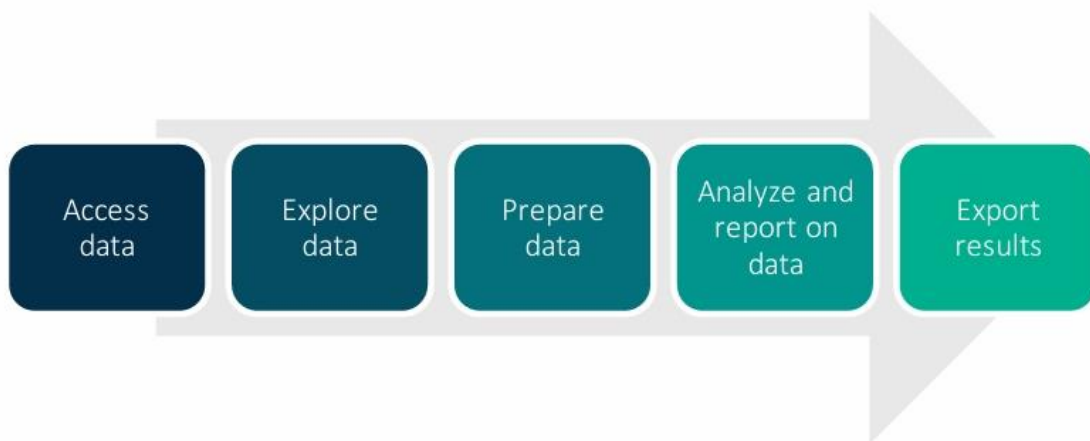 Access
data
Explore
data
Prepare
data
Analyze and
report on
data
Export
results